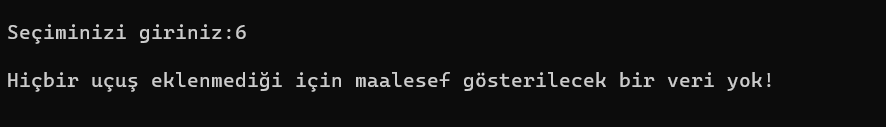 Seçiminizi giriniz:6
Hiçbir uçuş eklenmediği için maalesef gösterilecek bir veri yok!